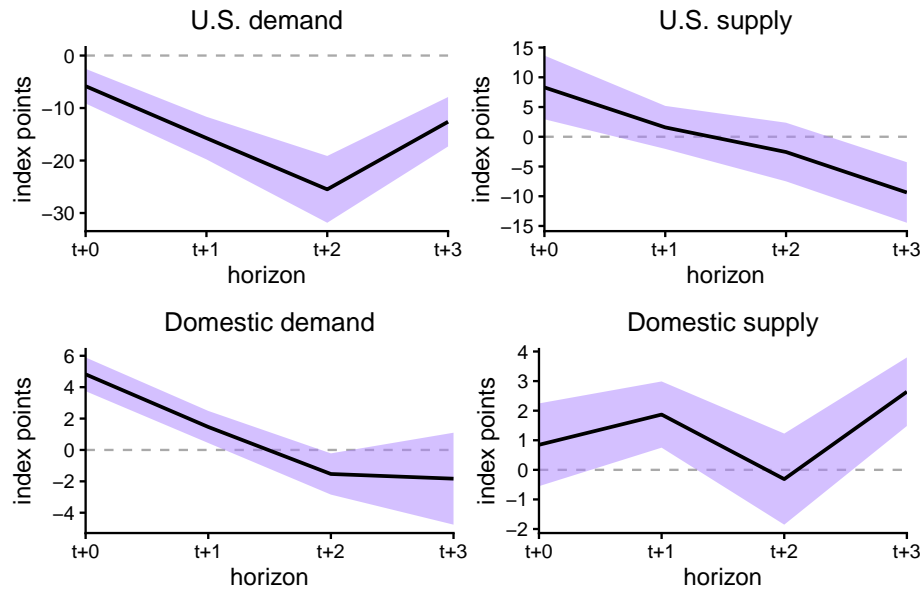 U.S. demand
index points
0
−10
−20
−30
t+0 t+1 t+2 t+3
horizon
U.S. supply
index points
15
10
5
0
−5
−10
−15
t+0 t+1 t+2 t+3
horizon
Domestic demand
index points
6
4
2
0
−2
−4
t+0 t+1 t+2 t+3
horizon
Domestic supply
index points
4
3
2
1
0
−1
−2
t+0 t+1 t+2 t+3
horizon